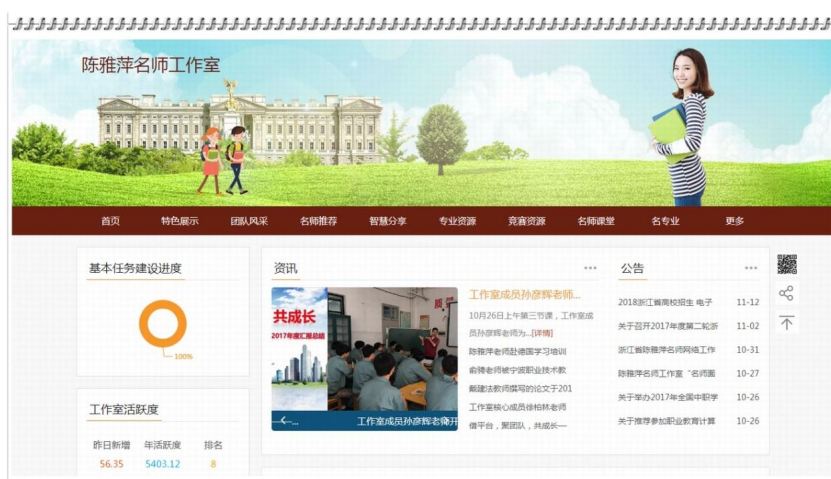 陈雅萍名师工作室
首页 特色展示 团队风采 名师推荐 智慧分享 专业资源 竞赛资源 名师课堂 名专业 更多
基本任务建设进度
100%
工作室活跃度
昨日新增 年活跃度 排名
56.35 5403.12 8
资讯
共成长
2017年度汇报总结
工作室成员孙彦辉老师开
工作室成员孙彦辉老师...
10月26日上午第三节课，工作室成
员孙彦辉老师为...[详情]
陈雅萍老师赴德国学习培训
俞骋老师被宁波职业技术教
戴建法教师撰写的论文于201
工作室核心成员徐柏林老师
借平台，聚团队，共成长—
公告
2018浙江省高校招生 电子 11-12
关于召开2017年度第二轮浙 11-02
浙江省陈雅萍名师网络工作 10-31
陈雅萍名师工作室“名师面 10-27
关于举办2017年全国中职学 10-26
关于推荐参加职业教育计算 10-26